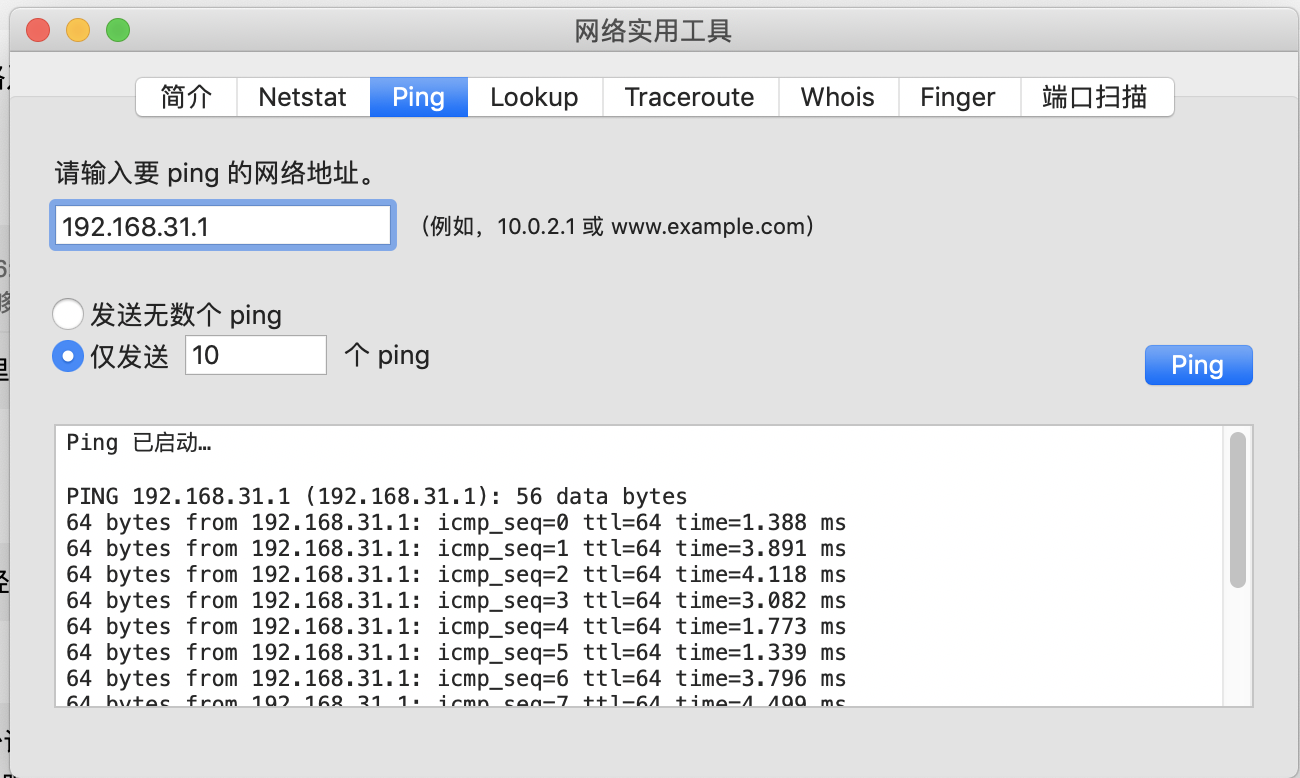 网络实用工具
简介 Netstat Ping Lookup Traceroute Whois Finger 端口扫描
请输入要 ping 的网络地址。
192.168.31.1 （例如，10.0.2.1 或 www.example.com）
发送无数个 ping
仅发送 10 个 ping
Ping
Ping 已启动…
PING 192.168.31.1 (192.168.31.1): 56 data bytes
64 bytes from 192.168.31.1: icmp_seq=0 ttl=64 time=1.388 ms
64 bytes from 192.168.31.1: icmp_seq=1 ttl=64 time=3.891 ms
64 bytes from 192.168.31.1: icmp_seq=2 ttl=64 time=4.118 ms
64 bytes from 192.168.31.1: icmp_seq=3 ttl=64 time=3.082 ms
64 bytes from 192.168.31.1: icmp_seq=4 ttl=64 time=1.773 ms
64 bytes from 192.168.31.1: icmp_seq=5 ttl=64 time=1.339 ms
64 bytes from 192.168.31.1: icmp_seq=6 ttl=64 time=3.796 ms
64 bytes from 192.168.31.1: icmp_seq=7 ttl=64 time=4.499 ms